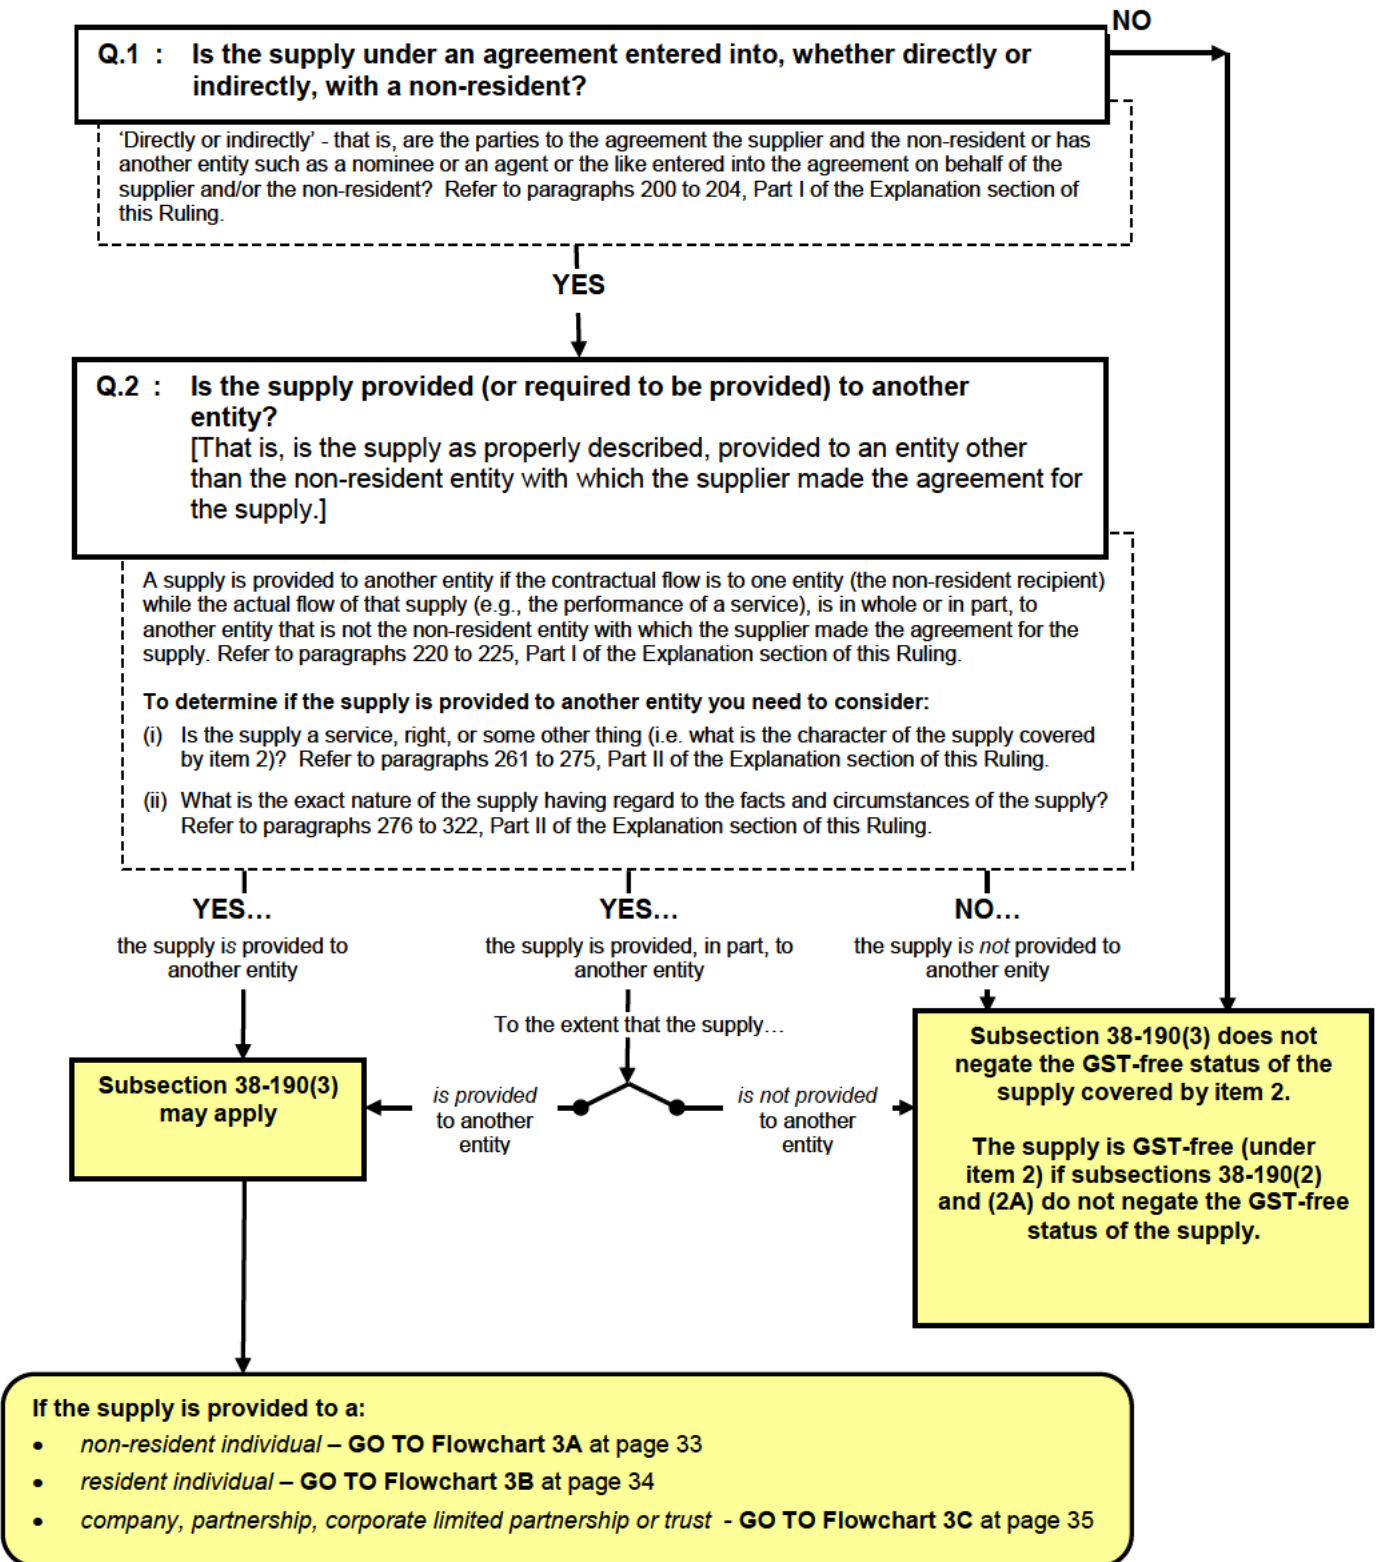 NO
Q.1 : Is the supply under an agreement entered into, whether directly or
indirectly, with a non-resident?
‘Directly or indirectly’ - that is, are the parties to the agreement the supplier and the non-resident or has
another entity such as a nominee or an agent or the like entered into the agreement on behalf of the
supplier and/or the non-resident? Refer to paragraphs 200 to 204, Part I of the Explanation section of
this Ruling.
YES
Q.2 : Is the supply provided (or required to be provided) to another
entity?
[That is, is the supply as properly described, provided to an entity other
than the non-resident entity with which the supplier made the agreement for
the supply.]
A supply is provided to another entity if the contractual flow is to one entity (the non-resident recipient)
while the actual flow of that supply (e.g., the performance of a service), is in whole or in part, to
another entity that is not the non-resident entity with which the supplier made the agreement for the
supply. Refer to paragraphs 220 to 225, Part I of the Explanation section of this Ruling.
To determine if the supply is provided to another entity you need to consider:
(i) Is the supply a service, right, or some other thing (i.e. what is the character of the supply covered
by item 2)? Refer to paragraphs 261 to 275, Part II of the Explanation section of this Ruling.
(ii) What is the exact nature of the supply having regard to the facts and circumstances of the supply?
Refer to paragraphs 276 to 322, Part II of the Explanation section of this Ruling.
YES…
the supply is provided to
another entity
YES…
the supply is provided, in part, to
another entity
NO…
the supply is not provided to
another enity
To the extent that the supply…
Subsection 38-190(3)
may apply
is provided
to another
entity
is not provided
to another
entity
Subsection 38-190(3) does not
negate the GST-free status of the
supply covered by item 2.
The supply is GST-free (under
item 2) if subsections 38-190(2)
and (2A) do not negate the GST-free
status of the supply.
If the supply is provided to a:
• non-resident individual – GO TO Flowchart 3A at page 33
• resident individual – GO TO Flowchart 3B at page 34
• company, partnership, corporate limited partnership or trust - GO TO Flowchart 3C at page 35